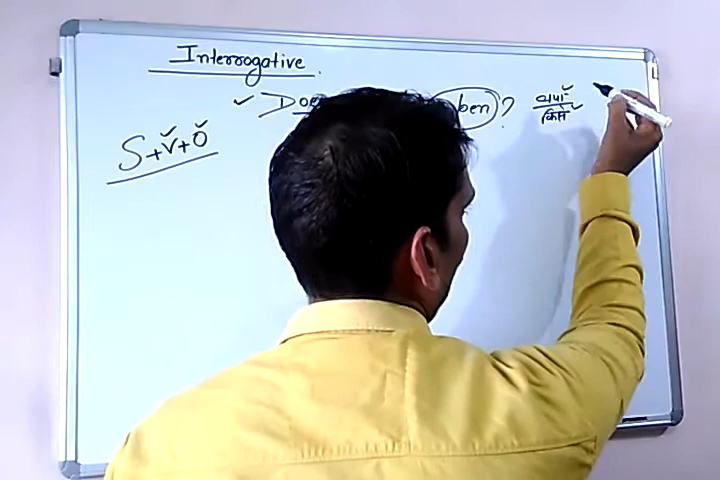 Interrogative.
✓ Doe ben? क्या ✓
किसे ✓
S+V+O